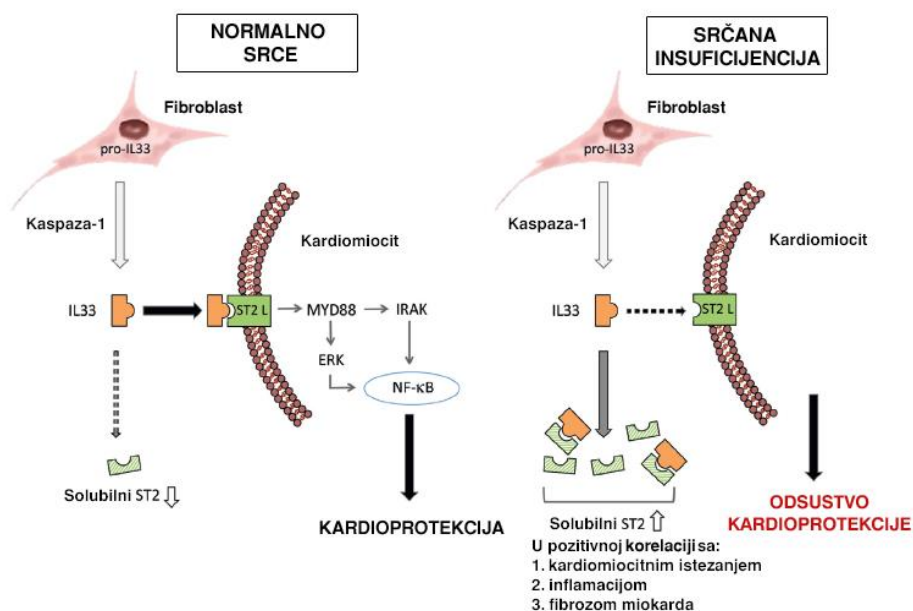 NORMALNO
SRCE
Fibroblast
pro-IL33
Kaspaza-1
Kardiomiocit
IL33
ST2 L
MYD88
IRAK
ERK
NF-κB
Solubilni ST2
KARDIOPROTEKCIJA
SRČANA
INSUFICIJENCIJA
Fibroblast
pro-IL33
Kaspaza-1
Kardiomiocit
IL33
ST2 L
Solubilni ST2
U pozitivnoj korelaciji sa:
1. kardiomiocitnim istezanjem
2. inflamacijom
3. fibrozom miokarda
ODSUSTVO
KARDIOPROTEKCIJE